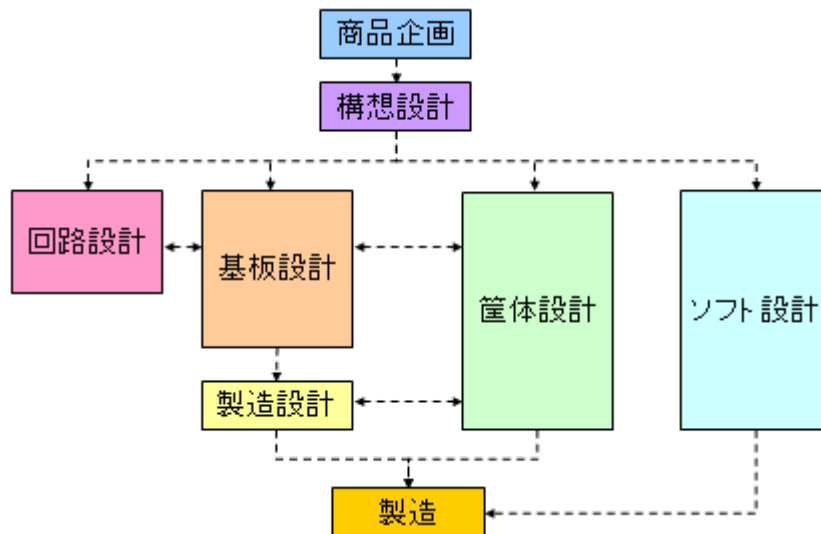 商品企画
構想設計
回路設計
基板設計
筐体設計
ソフト設計
製造設計
製造